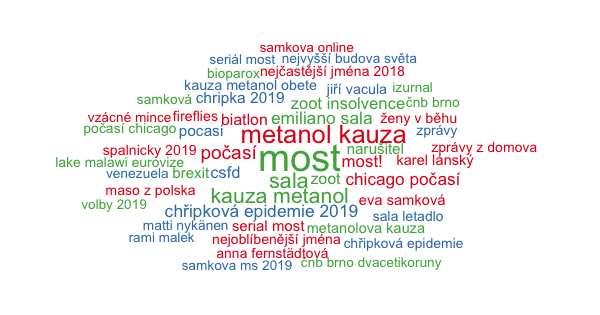 samkova online
seriál most nejvyšší budova světa
bioparox nejčastější jména 2018
kauza metanol obete jiří vacula izurnal
samková chripka 2019 zoot insolvence čnb brno
vzácné mince fireflies biatlon emiliano sala ženy v běhu
počasí chicago pocasi metanol kauza zprávy
spalnicky 2019 počasí most narušitel zprávy z domova
lake malawi eurovize most! karel lánský
venezuela brexit csfd sala zoot chicago počasí
maso z polska kauza metanol eva samková
volby 2019 chřipková epidemie 2019 sala letadlo
matti nykänen serial most metanolova kauza
rami malek nejoblíbenější jména chřipková epidemie
anna fernstädtová
samkova ms 2019 čnb brno dvacetikoruny